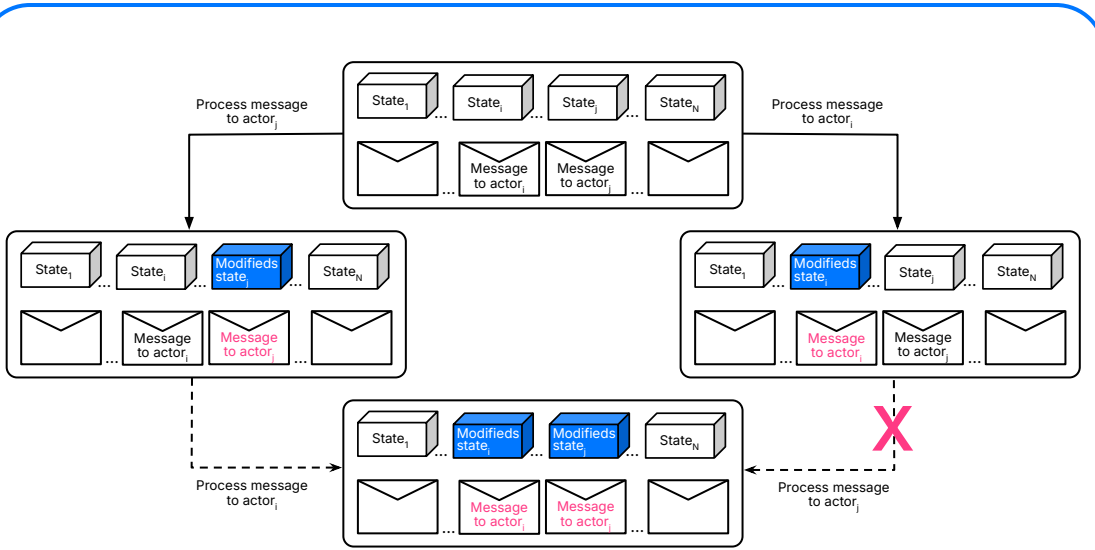 State1
...
Statei
...
Statej
...
StateN
Process message
to actorj
Process message
to actori
...
Message
to actori
Message
to actorj
...
State1
...
Statei
...
Modifieds
statej
...
StateN
State1
...
Modifieds
statei
...
Statej
...
StateN
...
Message
to actori
Message
to actorj
...
...
Message
to actori
Message
to actorj
...
X
State1
...
Modifieds
statei
...
Modifieds
statej
...
StateN
Process message
to actori
Process message
to actorj
...
Message
to actori
Message
to actorj
...